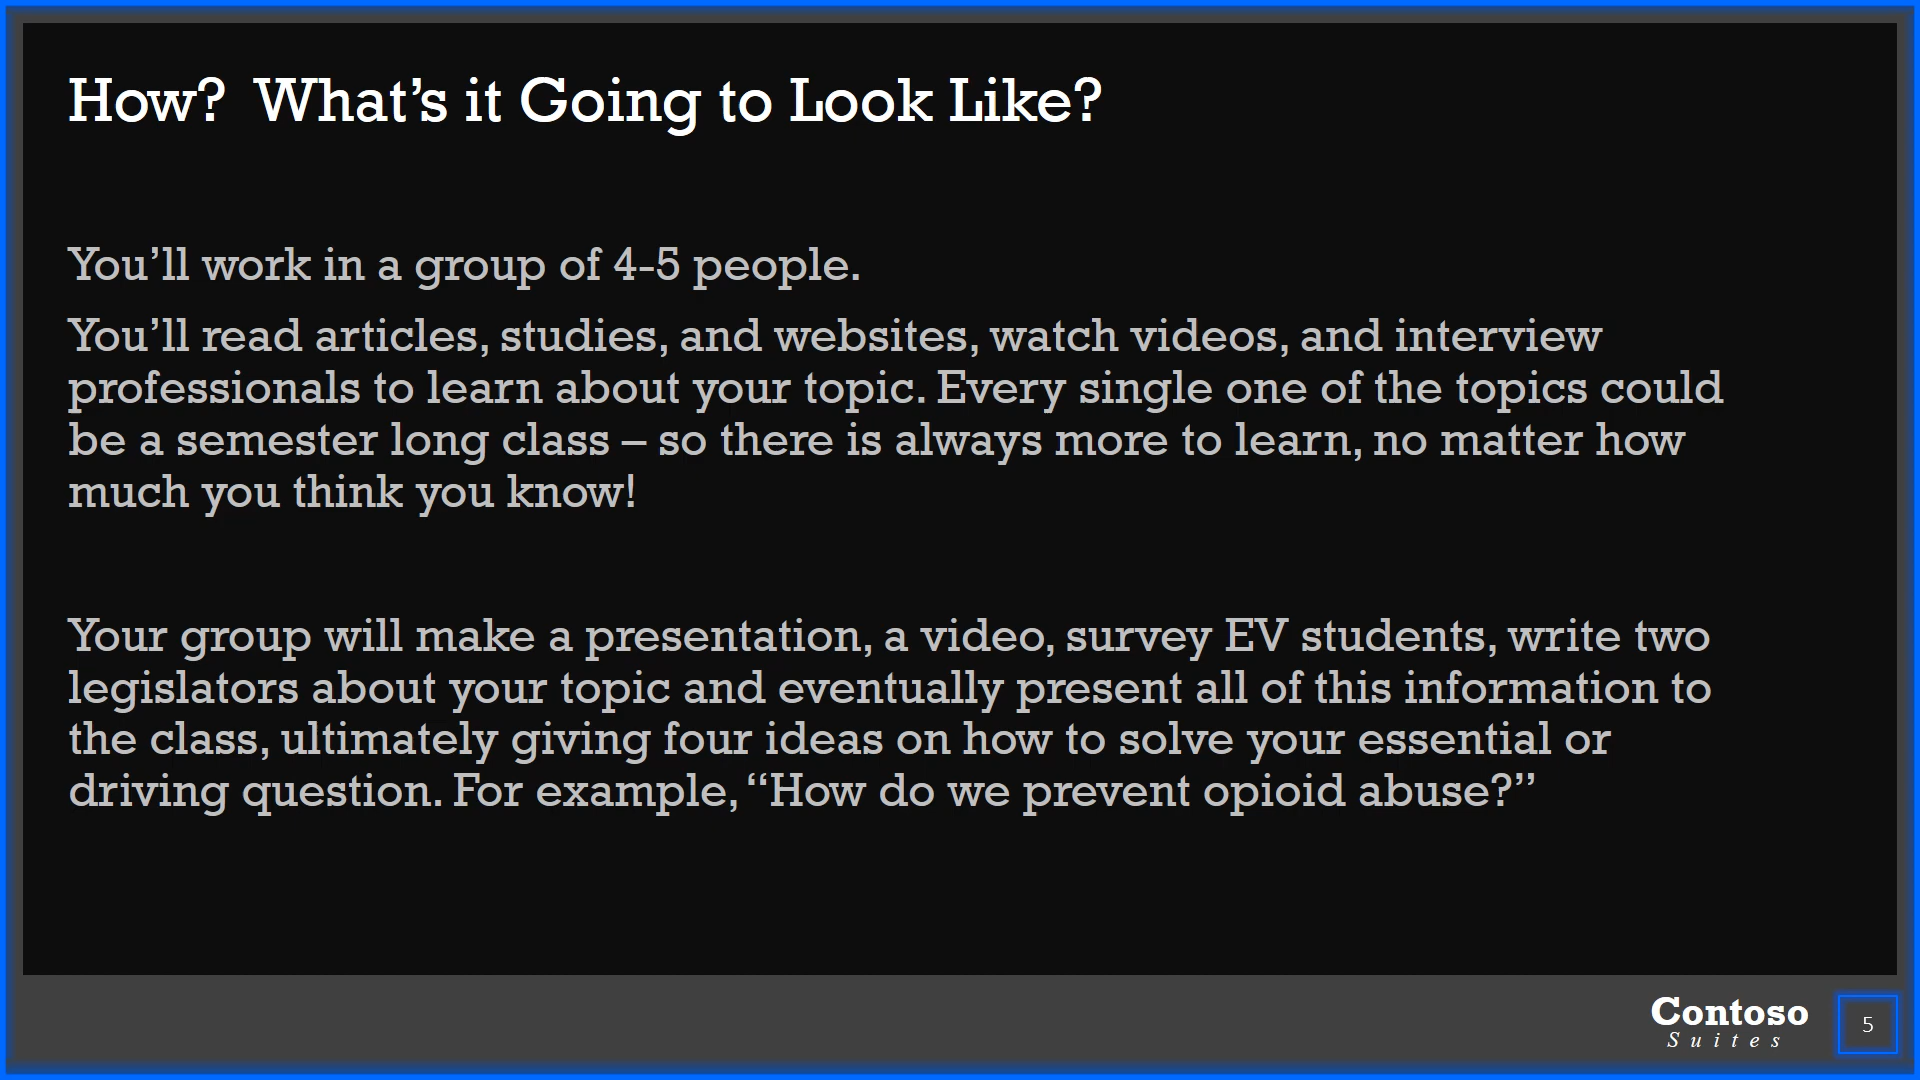 How?  What’s it Going to Look Like?
You’ll work in a group of 4-5 people.
You’ll read articles, studies, and websites, watch videos, and interview
professionals to learn about your topic. Every single one of the topics could
be a semester long class – so there is always more to learn, no matter how
much you think you know!
Your group will make a presentation, a video, survey EV students, write two
legislators about your topic and eventually present all of this information to
the class, ultimately giving four ideas on how to solve your essential or
driving question. For example, “How do we prevent opioid abuse?”
Contoso
Suites
5